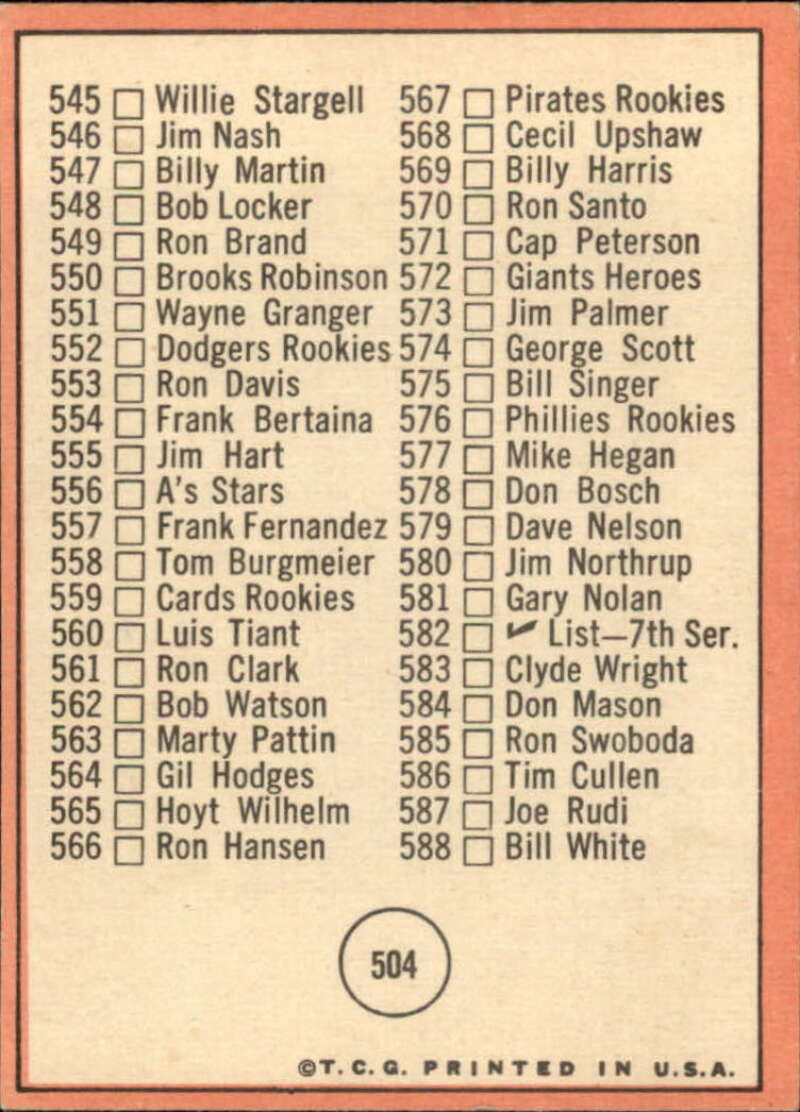 545 □ Willie Stargell
546 □ Jim Nash
547 □ Billy Martin
548 □ Bob Locker
549 □ Ron Brand
550 □ Brooks Robinson
551 □ Wayne Granger
552 □ Dodgers Rookies
553 □ Ron Davis
554 □ Frank Bertaina
555 □ Jim Hart
556 □ A's Stars
557 □ Frank Fernandez
558 □ Tom Burgmeier
559 □ Cards Rookies
560 □ Luis Tiant
561 □ Ron Clark
562 □ Bob Watson
563 □ Marty Pattin
564 □ Gil Hodges
565 □ Hoyt Wilhelm
566 □ Ron Hansen
567 □ Pirates Rookies
568 □ Cecil Upshaw
569 □ Billy Harris
570 □ Ron Santo
571 □ Cap Peterson
572 □ Giants Heroes
573 □ Jim Palmer
574 □ George Scott
575 □ Bill Singer
576 □ Phillies Rookies
577 □ Mike Hegan
578 □ Don Bosch
579 □ Dave Nelson
580 □ Jim Northrup
581 □ Gary Nolan
582 □ ✓ List—7th Ser.
583 □ Clyde Wright
584 □ Don Mason
585 □ Ron Swoboda
586 □ Tim Cullen
587 □ Joe Rudi
588 □ Bill White
504
©T.C.G. PRINTED IN U.S.A.